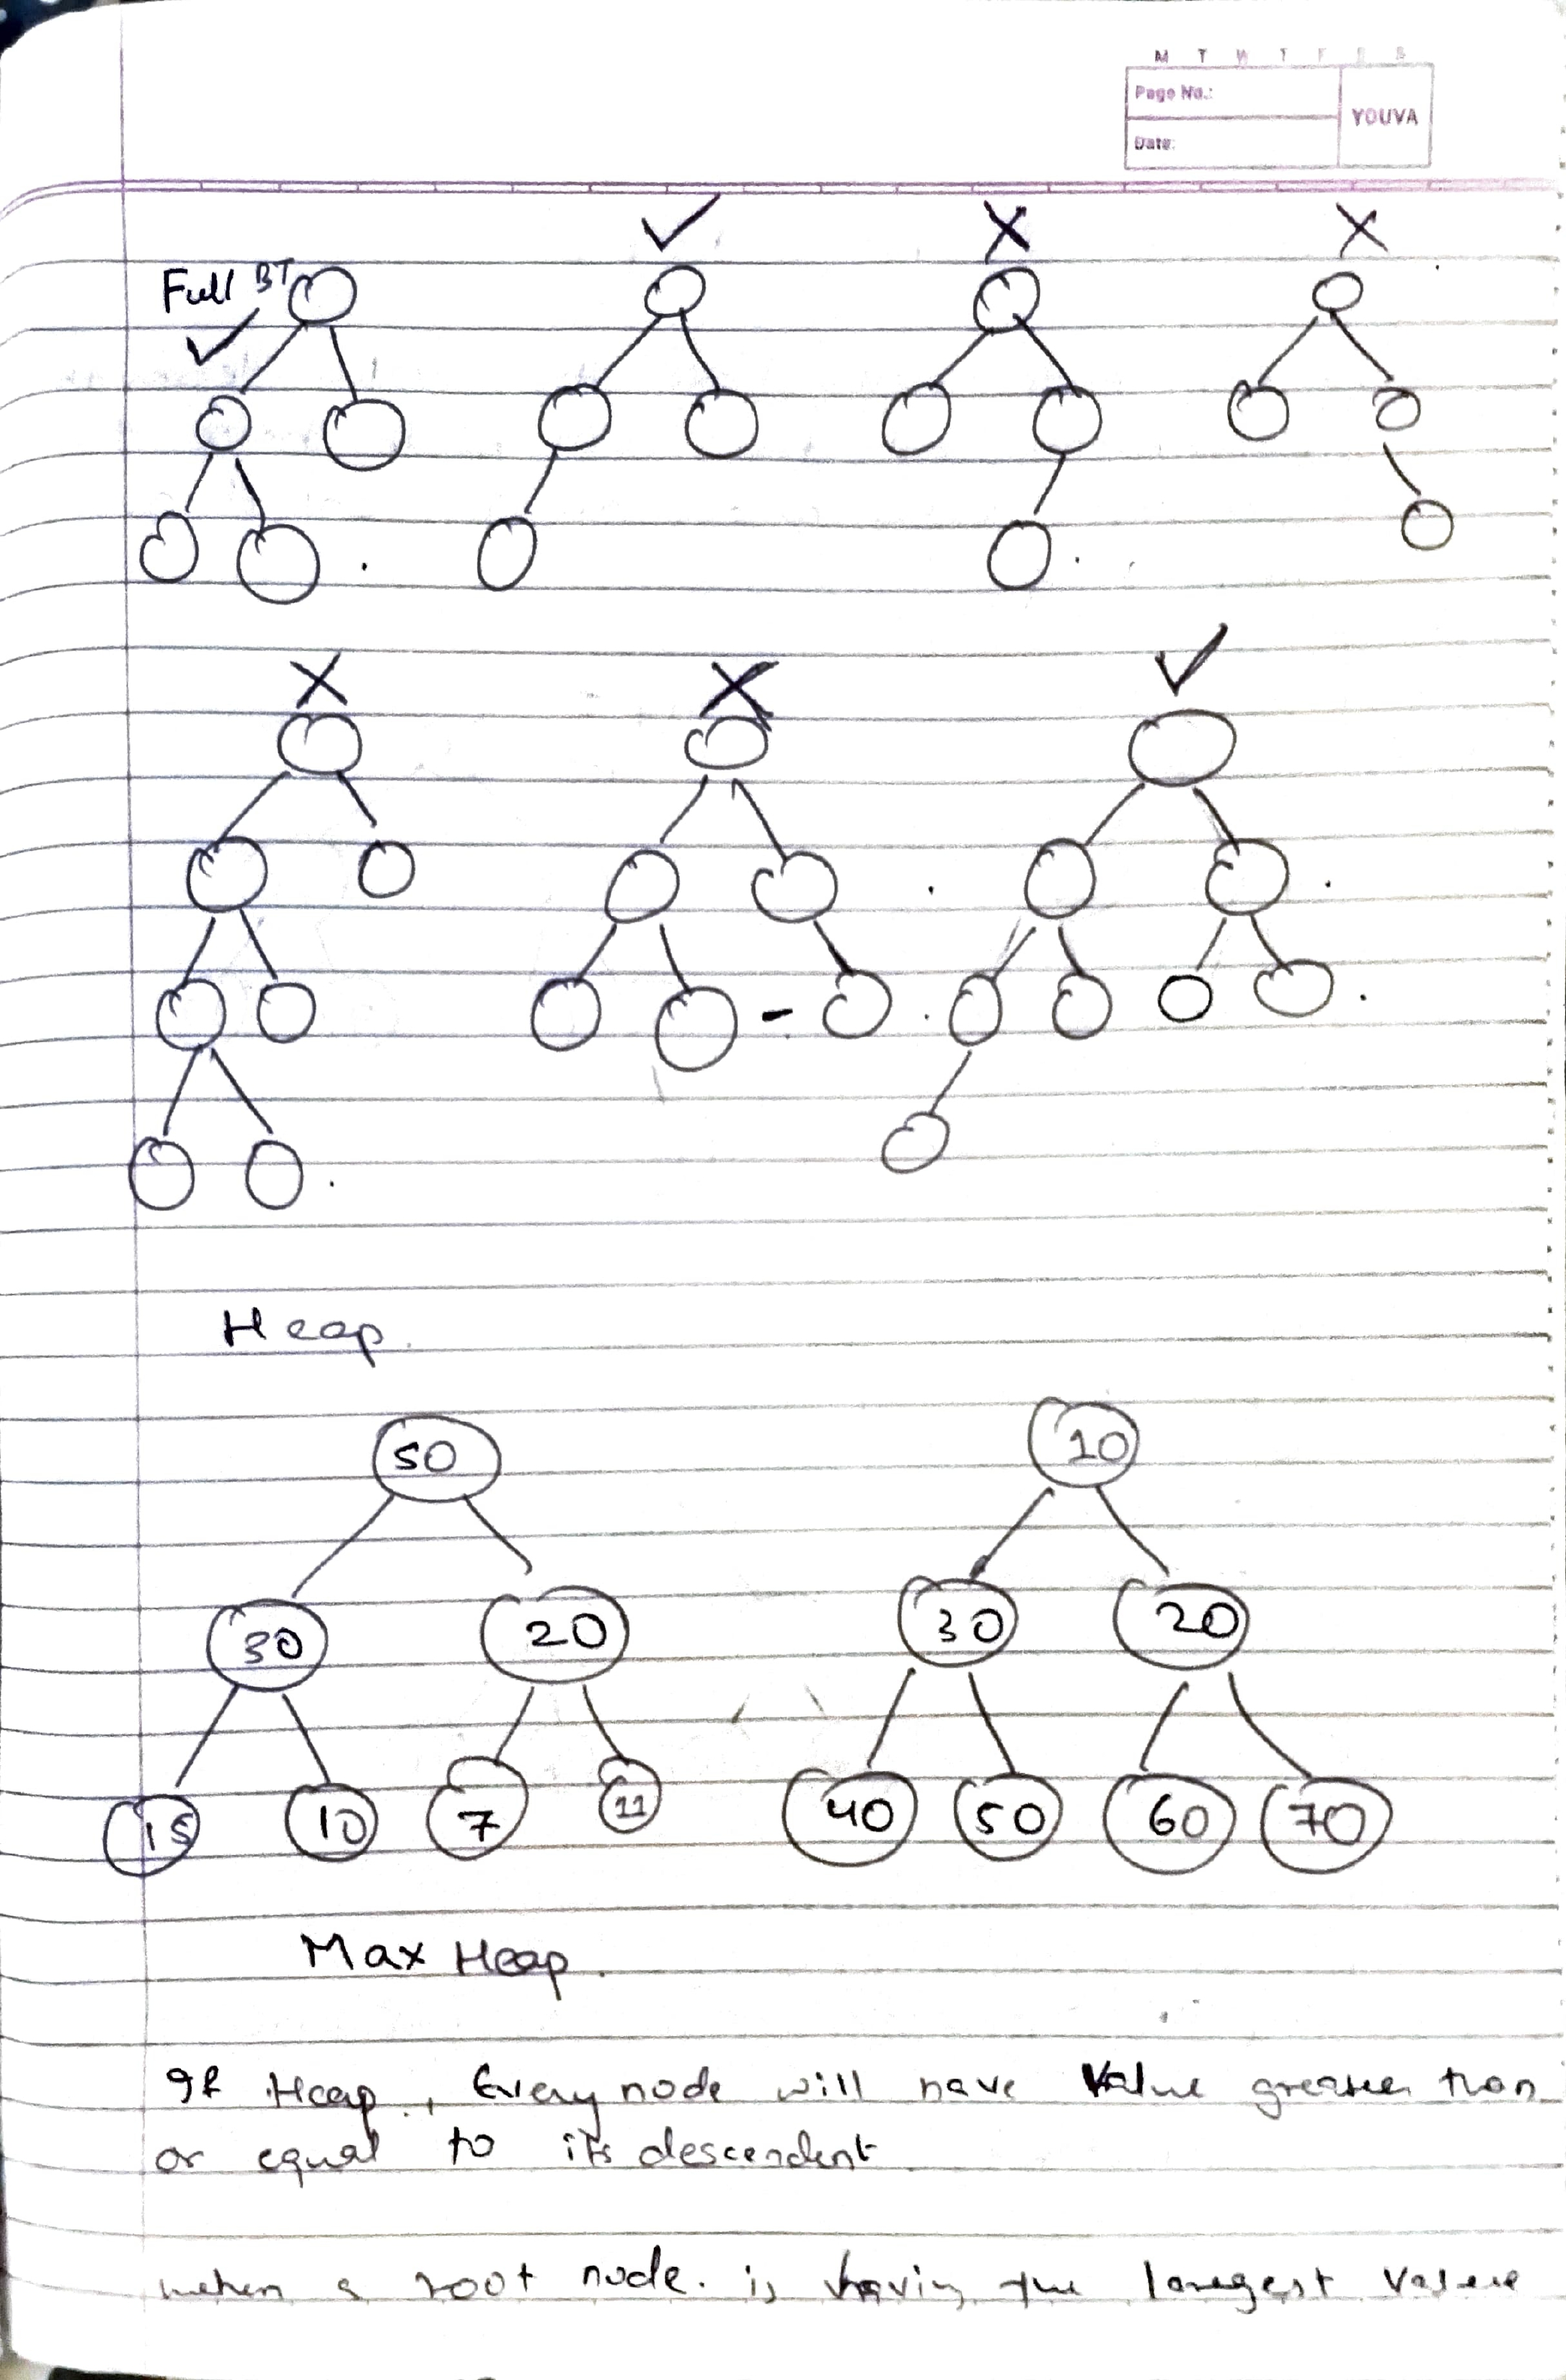 M T W T F S S
Page No.:
YOUVA
Date:
✓ X X
Full BT
✓
X X ✓
Heap.
50 10
30 20 30 20
15 10 7 11 40 50 60 70
Max Heap.
If Heap, Every node will have value greater than
or equal to its descendent
when a root node. is having the largest value